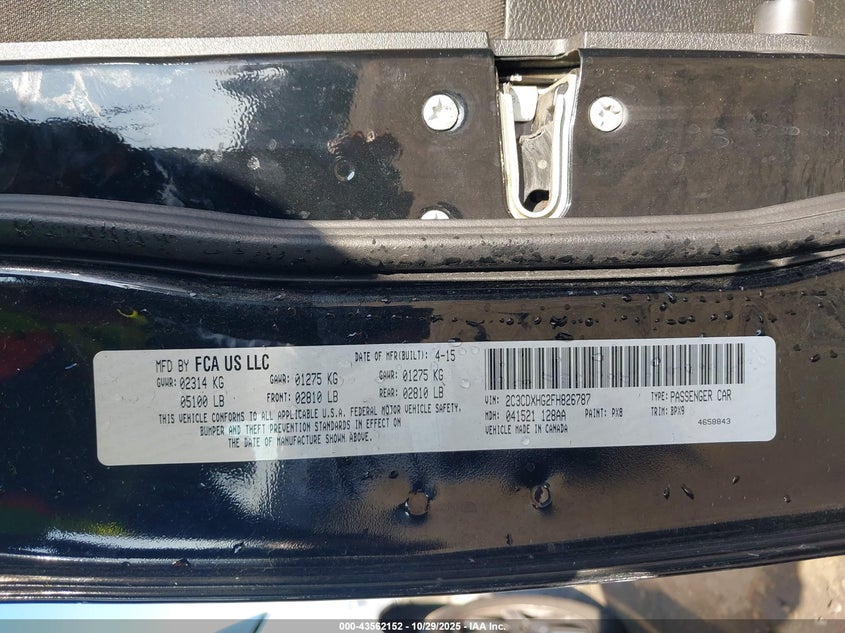 MFD BY FCA US LLC
DATE OF MFR(BUILT): 4-15
GVWR: 02314 KG
GAWR: 01275 KG
GAWR: 01275 KG
05100 LB
FRONT: 02810 LB
REAR: 02810 LB
THIS VEHICLE CONFORMS TO ALL APPLICABLE U.S.A. FEDERAL MOTOR VEHICLE SAFETY,
BUMPER AND THEFT PREVENTION STANDARDS IN EFFECT ON
THE DATE OF MANUFACTURE SHOWN ABOVE.
VIN: 2C3CDXHG2FH826787
TYPE: PASSENGER CAR
MDH: 041521 128AA
PAINT: PX8
TRIM: BPX9
VEHICLE MADE IN CANADA
4658843
000-43562152 - 10/29/2025 - IAA Inc.